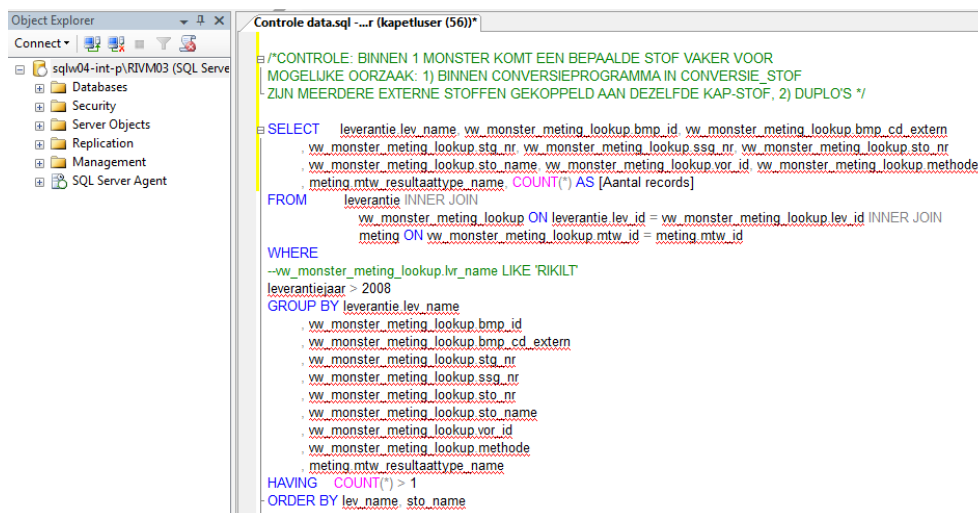 Object Explorer
Connect
sqlw04-int-p\RIVM03 (SQL Serve
Databases
Security
Server Objects
Replication
Management
SQL Server Agent
Controle data.sql -...r (kapetluser (56))*
/*CONTROLE: BINNEN 1 MONSTER KOMT EEN BEPAALDE STOF VAKER VOOR
MOGELIJKE OORZAAK: 1) BINNEN CONVERSIEPROGRAMMA IN CONVERSIE_STOF
ZIJN MEERDERE EXTERNE STOFFEN GEKOPPELD AAN DEZELFDE KAP-STOF, 2) DUPLO'S */
SELECT leverantie.lev_name, vw_monster_meting_lookup.bmp_id, vw_monster_meting_lookup.bmp_cd_extern
, vw_monster_meting_lookup.stg_nr, vw_monster_meting_lookup.ssg_nr, vw_monster_meting_lookup.sto_nr
, vw_monster_meting_lookup.sto_name, vw_monster_meting_lookup.vor_id, vw_monster_meting_lookup.methode
, meting.mtw_resultaattype_name, COUNT(*) AS [Aantal records]
FROM leverantie INNER JOIN
vw_monster_meting_lookup ON leverantie.lev_id = vw_monster_meting_lookup.lev_id INNER JOIN
meting ON vw_monster_meting_lookup.mtw_id = meting.mtw_id
WHERE
--vw_monster_meting_lookup.lvr_name LIKE 'RIKILT'
leverantiejaar > 2008
GROUP BY leverantie.lev_name
, vw_monster_meting_lookup.bmp_id
, vw_monster_meting_lookup.bmp_cd_extern
, vw_monster_meting_lookup.stg_nr
, vw_monster_meting_lookup.ssg_nr
, vw_monster_meting_lookup.sto_nr
, vw_monster_meting_lookup.sto_name
, vw_monster_meting_lookup.vor_id
, vw_monster_meting_lookup.methode
, meting.mtw_resultaattype_name
HAVING COUNT(*) > 1
ORDER BY lev_name, sto_name